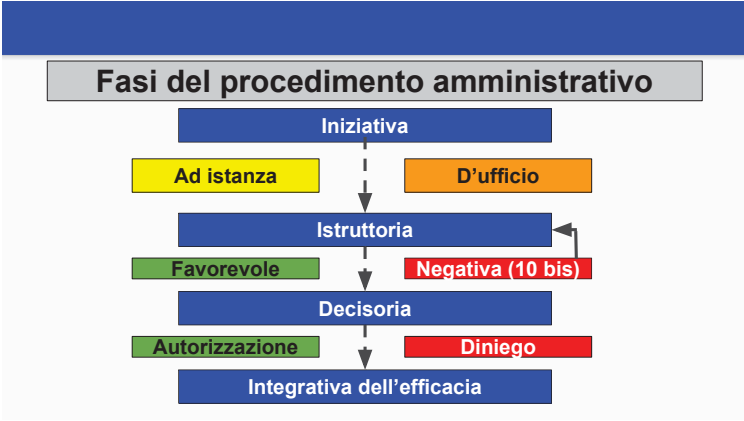 Fasi del procedimento amministrativo
Iniziativa
Ad istanza
D'ufficio
Istruttoria
Favorevole
Negativa (10 bis)
Decisoria
Autorizzazione
Diniego
Integrativa dell'efficacia